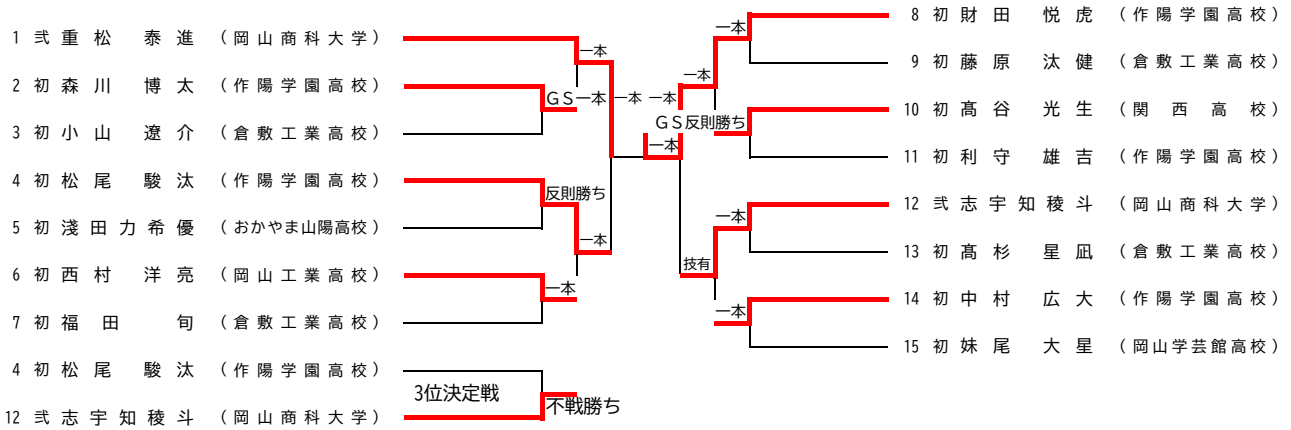 1 弐 重松 泰進 (岡山商科大学)
2 初 森川 博太 (作陽学園高校)
3 初 小山 遼介 (倉敷工業高校)
4 初 松尾 駿汰 (作陽学園高校)
5 初 淺田力希優 (おかやま山陽高校)
6 初 西村 洋亮 (岡山工業高校)
7 初 福田 旬 (倉敷工業高校)
4 初 松尾 駿汰 (作陽学園高校)
12 弐 志宇知稜斗 (岡山商科大学)
3位決定戦
不戦勝ち
一本
GS一本
反則勝ち
一本
一本
一本
一本
一本
一本
一本
GS反則勝ち
一本
技有
一本
8 初 財田 悦虎 (作陽学園高校)
9 初 藤原 汰健 (倉敷工業高校)
10 初 髙谷 光生 (関西高校)
11 初 利守 雄吉 (作陽学園高校)
12 弐 志宇知稜斗 (岡山商科大学)
13 初 髙杉 星凪 (倉敷工業高校)
14 初 中村 広大 (作陽学園高校)
15 初 妹尾 大星 (岡山学芸館高校)